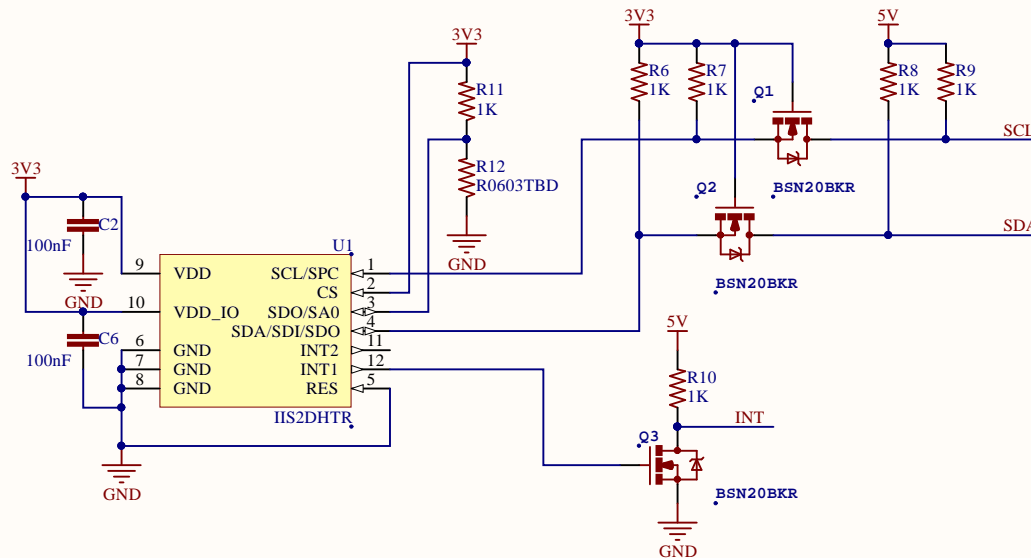 3V3
3V3
5V
R11
1K
R6
1K
R7
1K
R8
1K
R9
1K
Q1
SCL
R12
R0603TBD
3V3
Q2
BSN20BKR
C2
100nF
SDA
GND
U1
GND
BSN20BKR
9
VDD
SCL/SPC
1
CS
2
10
VDD_IO
SDO/SA0
3
SDA/SDI/SDO
4
C6
100nF
6
GND
INT2
11
7
GND
INT1
12
8
GND
RES
5
IIS2DHTR
GND
5V
R10
1K
INT
Q3
BSN20BKR
GND